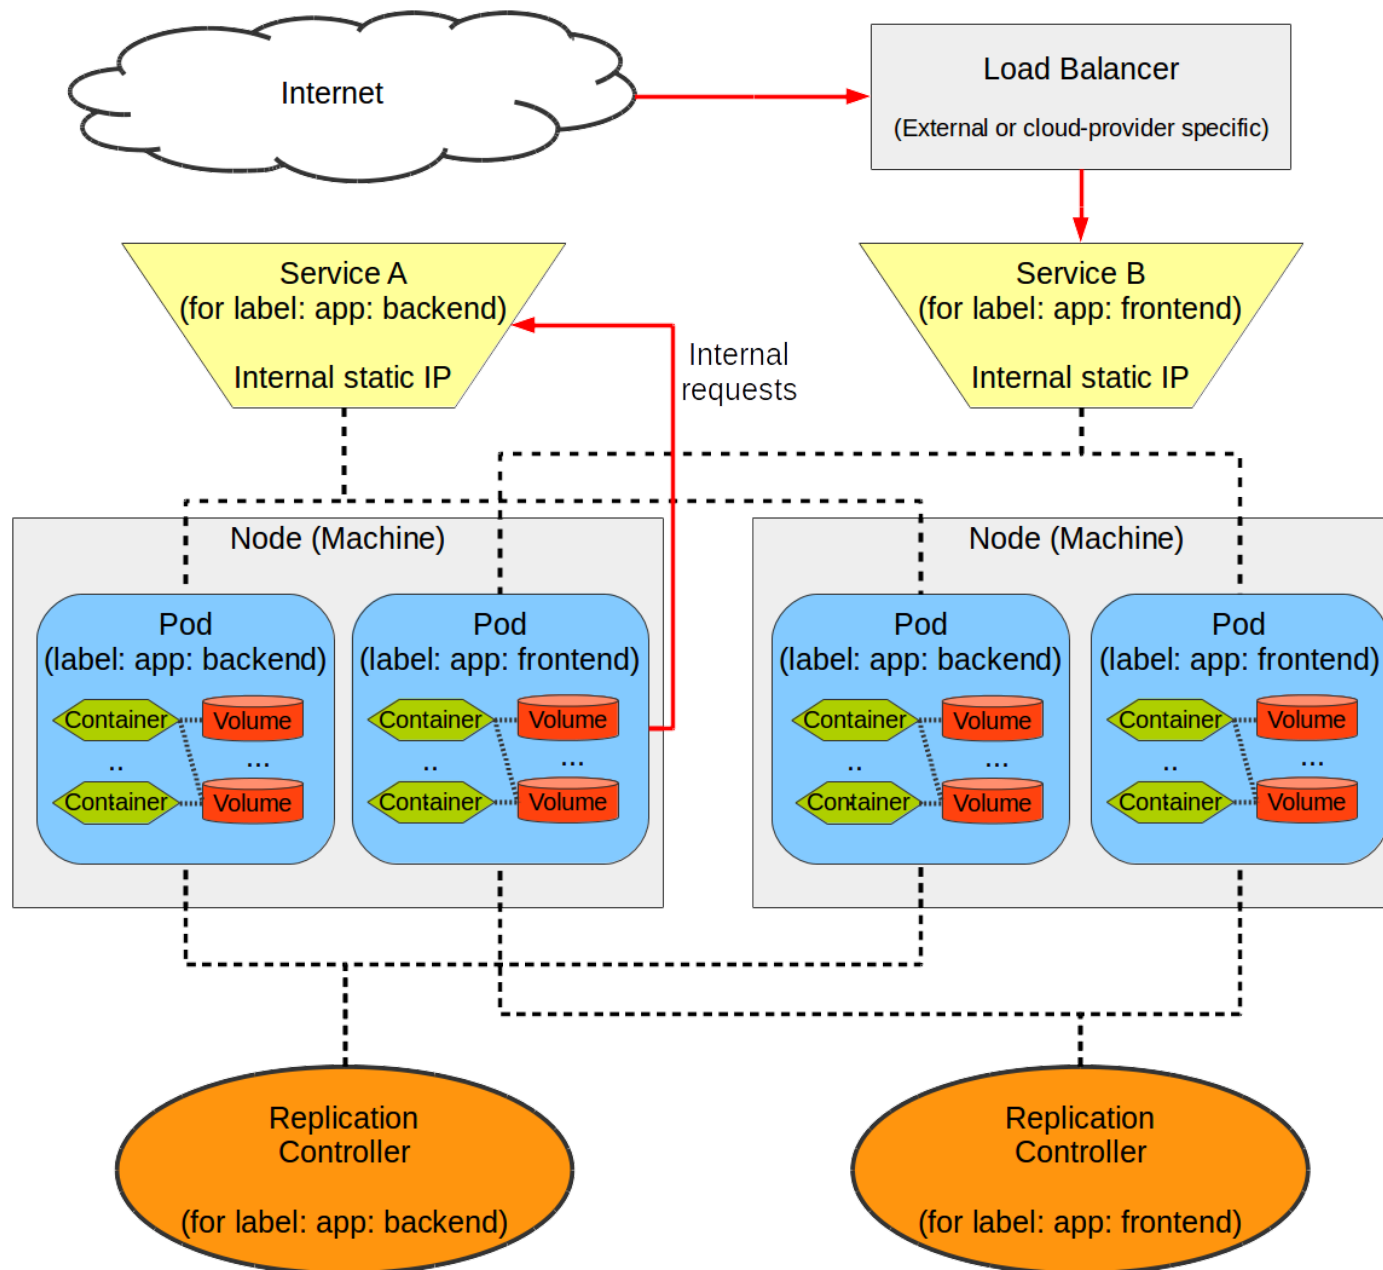 Internet
Load Balancer
(External or cloud-provider specific)
Service A
(for label: app: backend)
Internal static IP
Service B
(for label: app: frontend)
Internal static IP
Internal
requests
Node (Machine)
Pod
(label: app: backend)
Container
Volume
..
...
Container
Volume
Pod
(label: app: frontend)
Container
Volume
..
...
Container
Volume
Node (Machine)
Pod
(label: app: backend)
Container
Volume
..
...
Container
Volume
Pod
(label: app: frontend)
Container
Volume
..
...
Container
Volume
Replication
Controller
(for label: app: backend)
Replication
Controller
(for label: app: frontend)